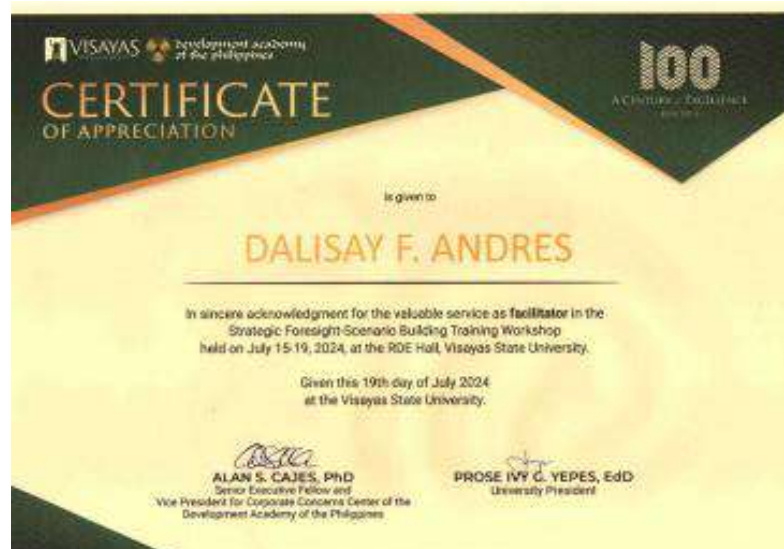 VISAYAS development academy of the philippines
CERTIFICATE
OF APPRECIATION
100
A CENTURY of EXCELLENCE
is given to
DALISAY F. ANDRES
In sincere acknowledgment for the valuable service as facilitator in the
Strategic Foresight-Scenario Building Training Workshop
held on July 15-19, 2024, at the RDE Hall, Visayas State University.
Given this 19th day of July 2024
at the Visayas State University.
ALAN S. CAJES, PhD
Senior Executive Fellow and
Vice President for Corporate Concerns Center of the
Development Academy of the Philippines
PROSE IVY G. YEPES, EdD
University President